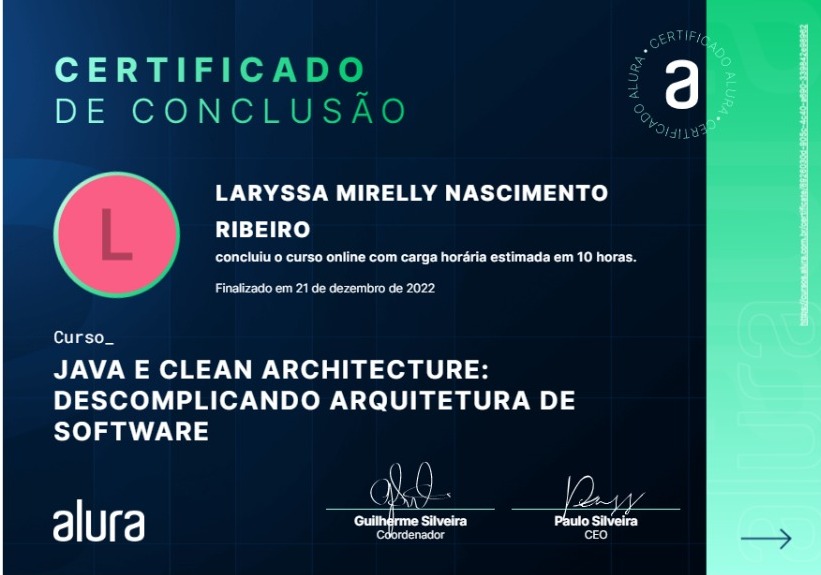 CERTIFICADO
DE CONCLUSÃO
CERTIFICADO ALURA • CERTIFICADO ALURA •
a
L
LARYSSA MIRELLY NASCIMENTO
RIBEIRO
concluiu o curso online com carga horária estimada em 10 horas.
Finalizado em 21 de dezembro de 2022
Curso_
JAVA E CLEAN ARCHITECTURE:
DESCOMPLICANDO ARQUITETURA DE
SOFTWARE
alura
Guilherme Silveira
Coordenador
Paulo Silveira
CEO
alura